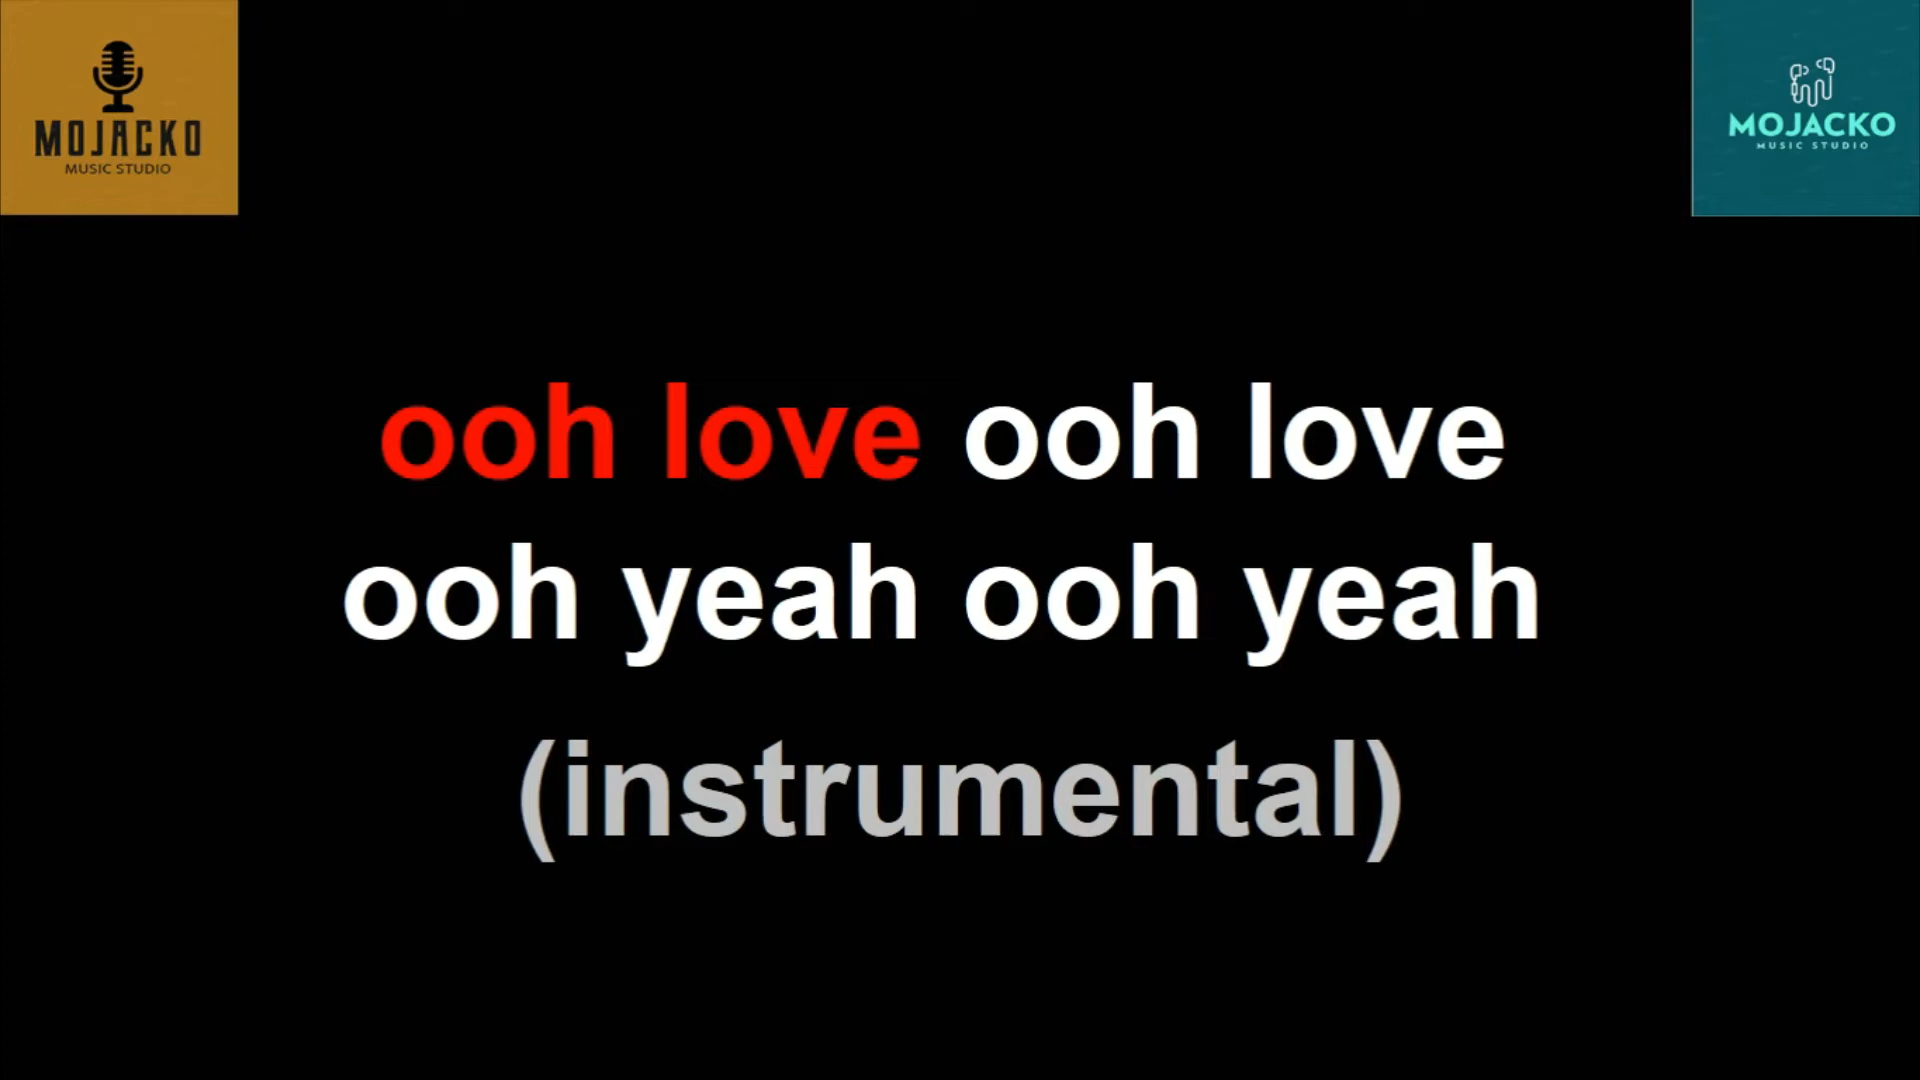 MOJACKO
MUSIC STUDIO
MOJACKO
MUSIC STUDIO
ooh love ooh love
ooh yeah ooh yeah
(instrumental)